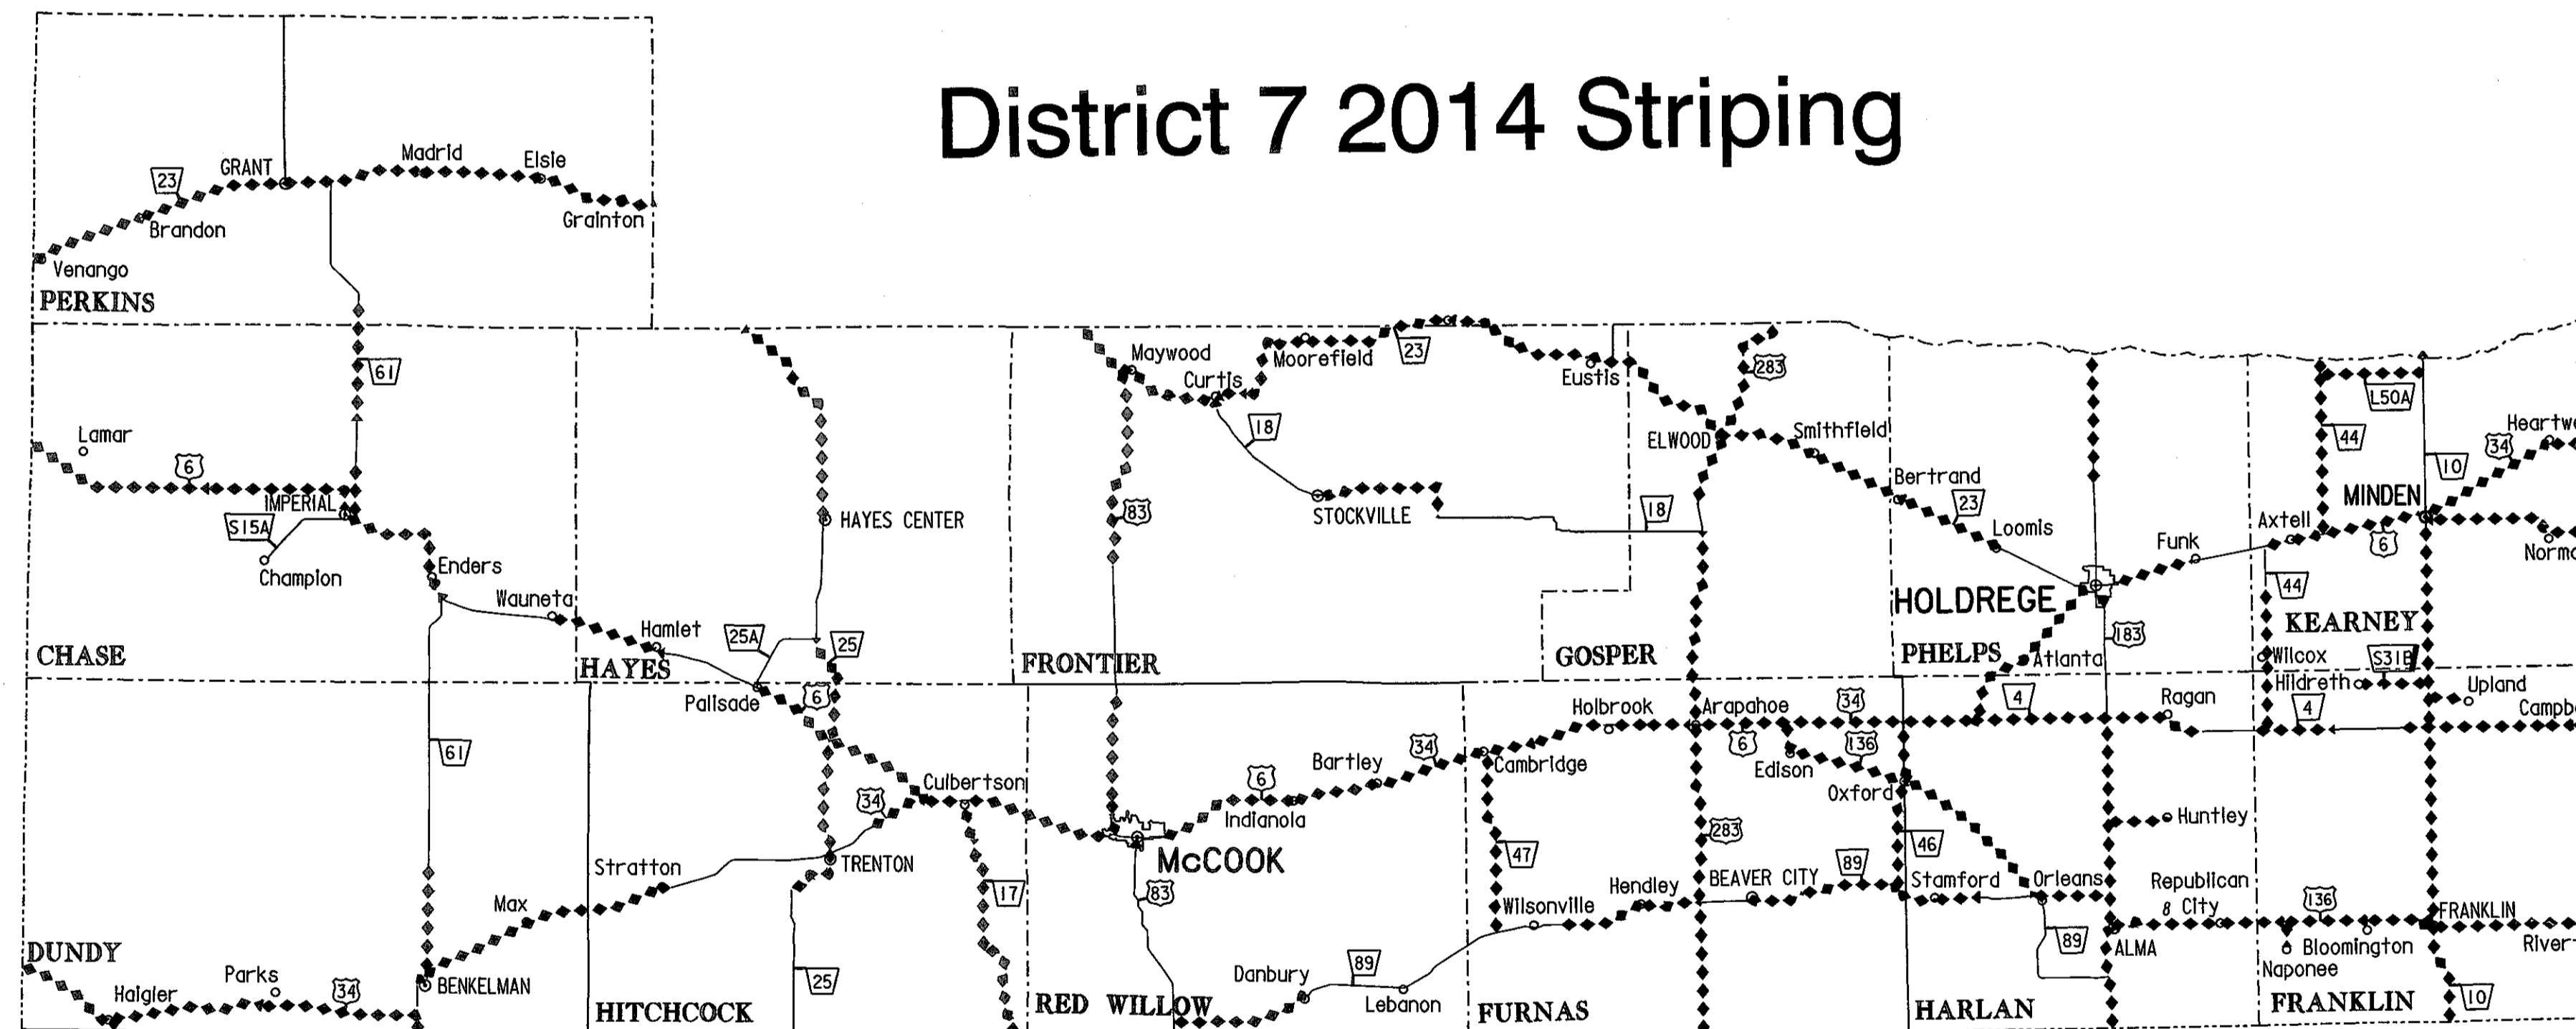 District 7 2014 Striping
Madrid
Elsie
GRANT
23
Brandon
Grainton
Venango
PERKINS
61
Lamar
6
IMPERIAL
S15A
Champion
Enders
Wauneta
CHASE
HAYES CENTER
Hamlet
25A
25
HAYES
Palisade
6
Maywood
Curtis
Moorefield
23
Eustis
18
83
STOCKVILLE
18
FRONTIER
283
ELWOOD
Smithfield
GOSPER
Bertrand
23
Loomis
Funk
HOLDREGE
183
PHELPS
Atlanta
L50A
44
10
34
Heartwe
MINDEN
Axtell
6
Norma
44
KEARNEY
Wilcox
S31B
Hildreth
Upland
4
Campb
61
Culbertson
34
TRENTON
Stratton
17
Max
DUNDY
Parks
Haigler
34
BENKELMAN
25
HITCHCOCK
34
Bartley
6
Indianola
McCOOK
83
Danbury
89
Lebanon
RED WILLOW
Holbrook
Arapahoe
34
4
Ragan
Cambridge
6
136
Edison
Oxford
47
283
46
Huntley
Hendley
BEAVER CITY
89
Stamford
Orleans
Republican
8 City
136
FRANKLIN
Wilsonville
89
ALMA
Bloomington
River
Naponee
FURNAS
HARLAN
FRANKLIN
10